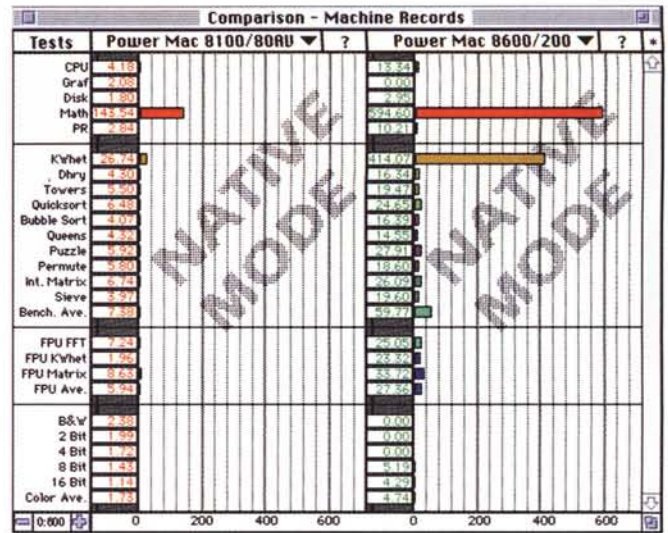 Comparison - Machine Records
Tests Power Mac 8100/80AV ? Power Mac 8600/200 ? *
CPU 4.18 13.34
Graf 2.08 0.00
Disk 1.80 2.95
Math 143.54 594.60
PR 2.84 10.21
KWhet 26.74 414.07
Dhry 4.30 16.34
Towers 5.50 19.47
Quicksort 6.48 24.65
Bubble Sort 4.07 16.39
Queens 4.32 14.55
Puzzle 5.92 27.91
Permute 5.80 18.60
Int. Matrix 6.74 26.09
Sieve 3.97 19.60
Bench. Ave. 7.38 59.77
NATIVE MODE
NATIVE MODE
FPU FFT 7.24 25.05
FPU KWhet 1.96 23.32
FPU Matrix 8.63 33.72
FPU Ave. 5.94 27.36
B&W 2.38 0.00
2 Bit 1.99 0.00
4 Bit 1.72 0.00
8 Bit 1.43 5.19
16 Bit 1.14 4.29
Color Ave. 1.73 4.74
0:800 0 200 400 600 0 200 400 600